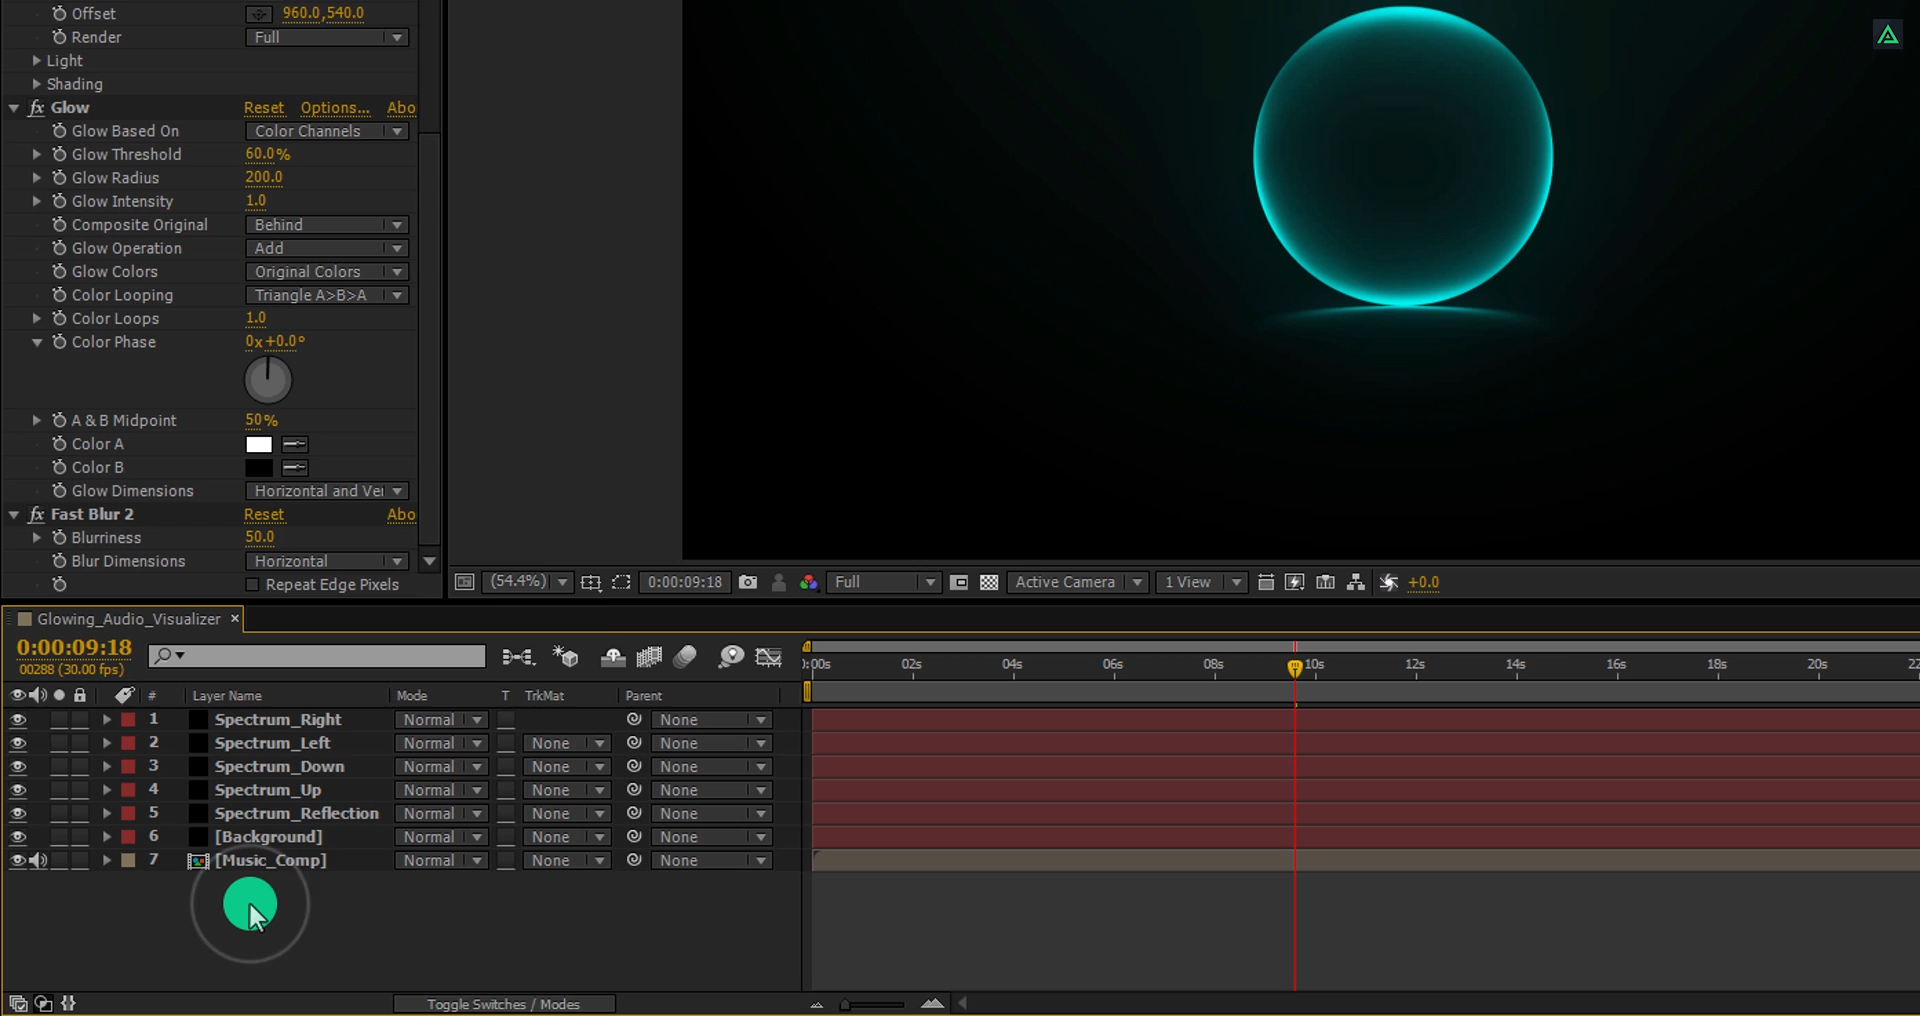 Offset 960.0,540.0
Render Full
Light
Shading
fx Glow Reset Options... Abo
Glow Based On Color Channels
Glow Threshold 60.0%
Glow Radius 200.0
Glow Intensity 1.0
Composite Original Behind
Glow Operation Add
Glow Colors Original Colors
Color Looping Triangle A>B>A
Color Loops 1.0
Color Phase 0x+0.0°
A & B Midpoint 50%
Color A
Color B
Glow Dimensions Horizontal and Ver
fx Fast Blur 2 Reset Abo
Blurriness 50.0
Blur Dimensions Horizontal
Repeat Edge Pixels
(54.4%) 0:00:09:18 Full Active Camera 1 View +0.0
Glowing_Audio_Visualizer ×
0:00:09:18
00288 (30.00 fps)
):00s 02s 04s 06s 08s 10s 12s 14s 16s 18s 20s 22
# Layer Name Mode T TrkMat Parent
1 Spectrum_Right Normal None
2 Spectrum_Left Normal None None
3 Spectrum_Down Normal None None
4 Spectrum_Up Normal None None
5 Spectrum_Reflection Normal None None
6 [Background] Normal None None
7 [Music_Comp] Normal None None
Toggle Switches / Modes